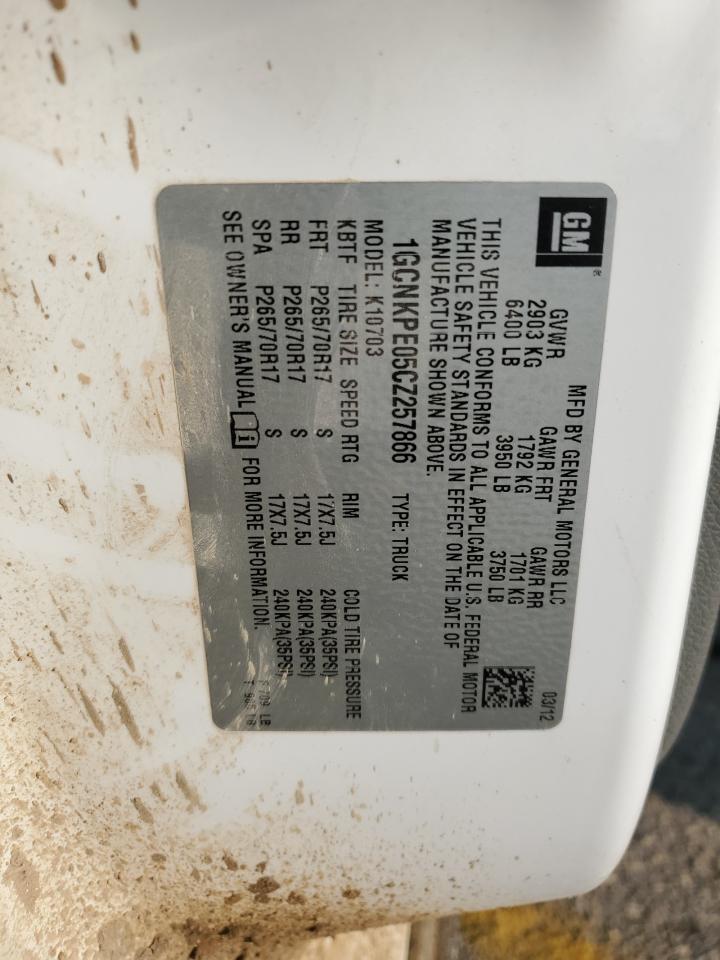 GM ®
MFD BY GENERAL MOTORS LLC 03/12
GVWR GAWR FRT GAWR RR
2903 KG 1792 KG 1701 KG
6400 LB 3950 LB 3750 LB
THIS VEHICLE CONFORMS TO ALL APPLICABLE U.S. FEDERAL MOTOR
VEHICLE SAFETY STANDARDS IN EFFECT ON THE DATE OF
MANUFACTURE SHOWN ABOVE.
1GCNKPE05CZ257866 TYPE: TRUCK
MODEL: K10703
KBTF TIRE SIZE SPEED RTG RIM COLD TIRE PRESSURE
FRT P265/70R17 S 17X7.5J 240KPA(35PSI)
RR P265/70R17 S 17X7.5J 240KPA(35PSI)
SPA P265/70R17 S 17X7.5J 240KPA(35PSI)
SEE OWNER'S MANUAL FOR MORE INFORMATION.
709 LB
T LB